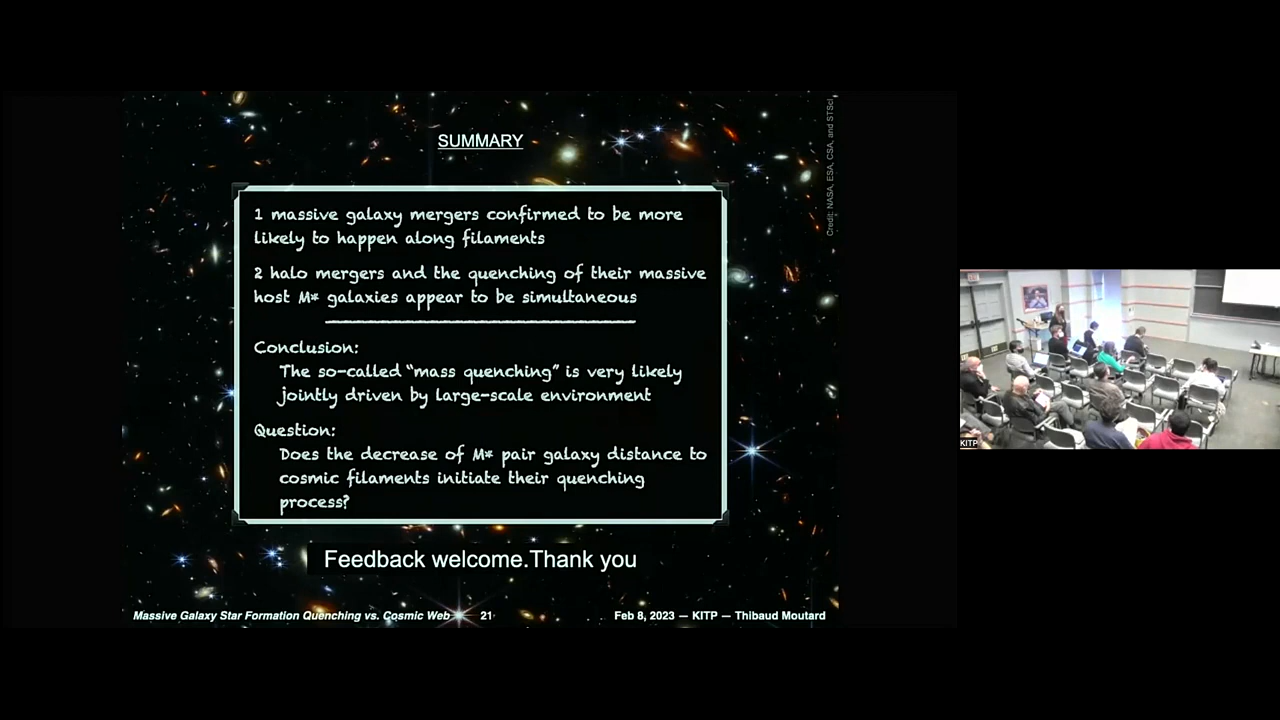 SUMMARY
Credit: NASA, ESA, CSA, and STScI
1 massive galaxy mergers confirmed to be more
likely to happen along filaments
2 halo mergers and the quenching of their massive
host M* galaxies appear to be simultaneous
Conclusion:
The so-called "mass quenching" is very likely
jointly driven by large-scale environment
Question:
Does the decrease of M* pair galaxy distance to
cosmic filaments initiate their quenching
process?
Feedback welcome.Thank you
Massive Galaxy Star Formation Quenching vs. Cosmic Web
21
Feb 8, 2023 — KITP — Thibaud Moutard
KITP